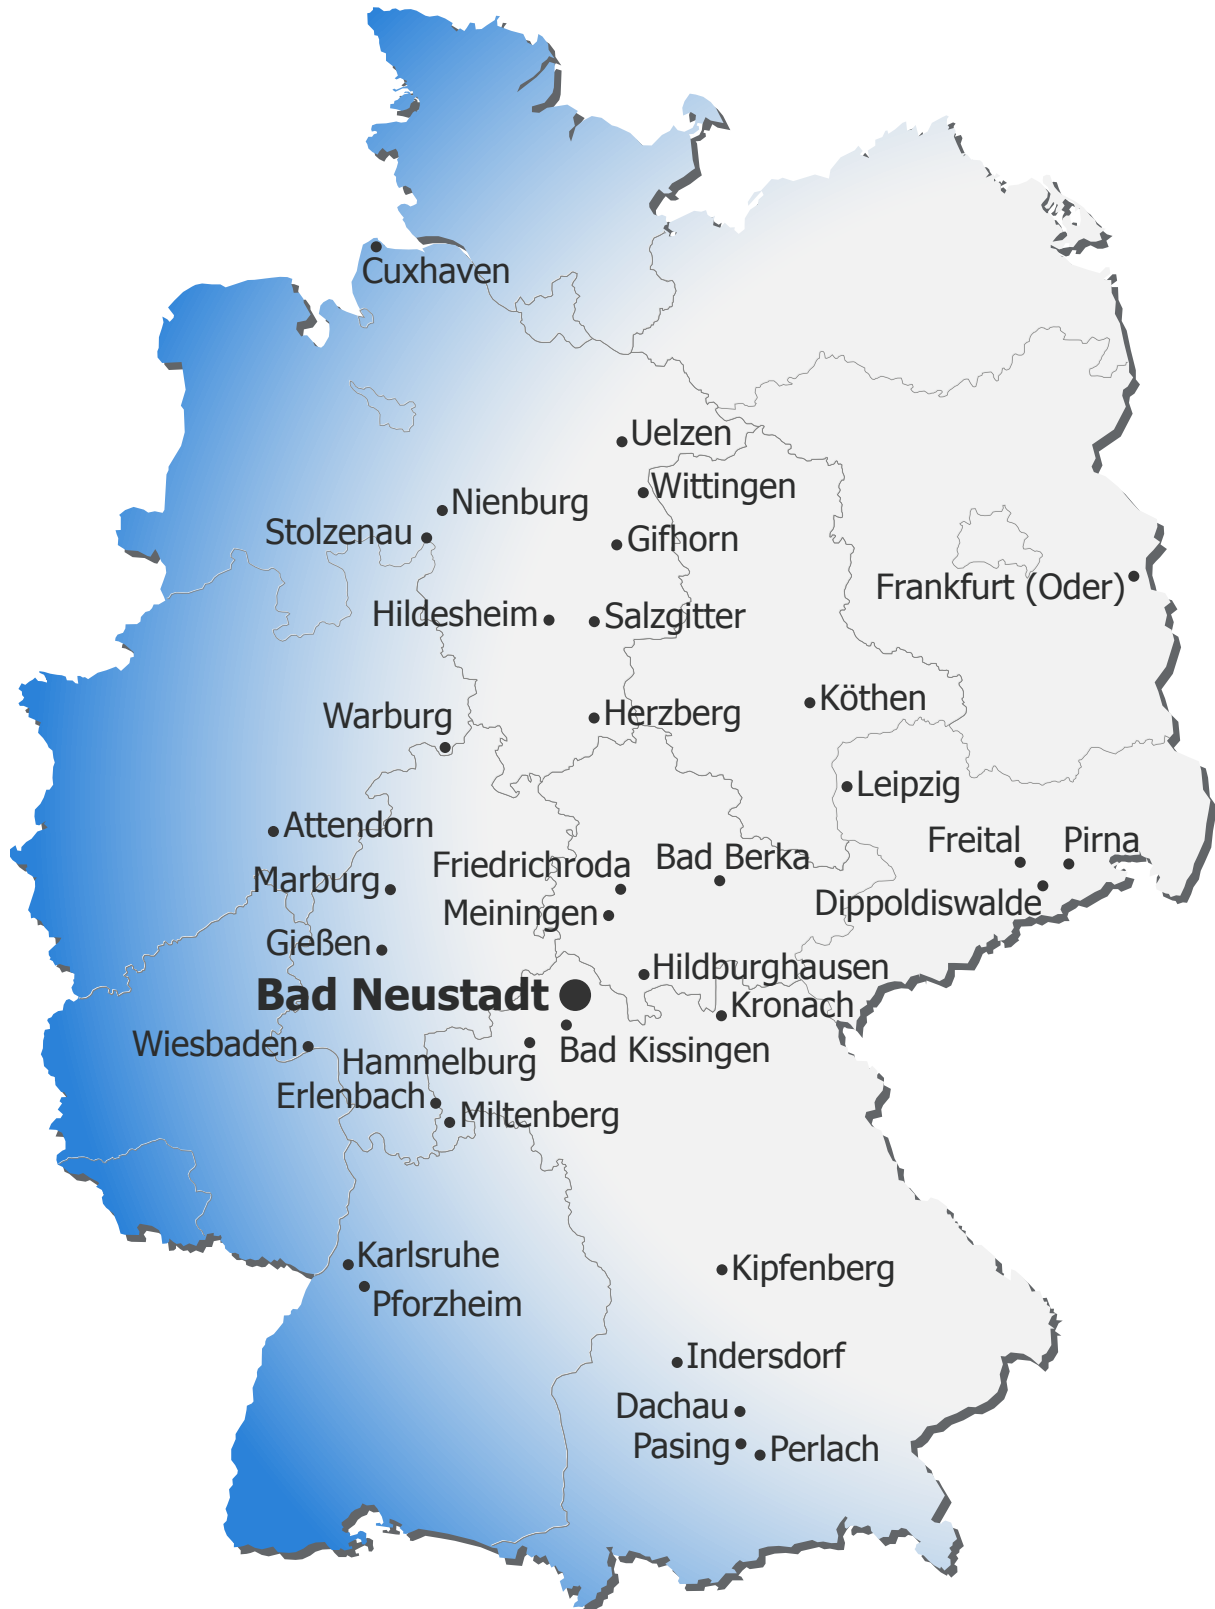 Cuxhaven
Uelzen
Wittingen
Nienburg
Stolzenau
Gifhorn
Frankfurt (Oder)
Hildesheim
Salzgitter
Köthen
Warburg
Herzberg
Leipzig
Attendorn
Freital
Pirna
Friedrichroda
Bad Berka
Marburg
Dippoldiswalde
Meiningen
Gießen
Hildburghausen
Bad Neustadt
Kronach
Wiesbaden
Bad Kissingen
Hammelburg
Erlenbach
Miltenberg
Karlsruhe
Kipfenberg
Pforzheim
Indersdorf
Dachau
Pasing
Perlach